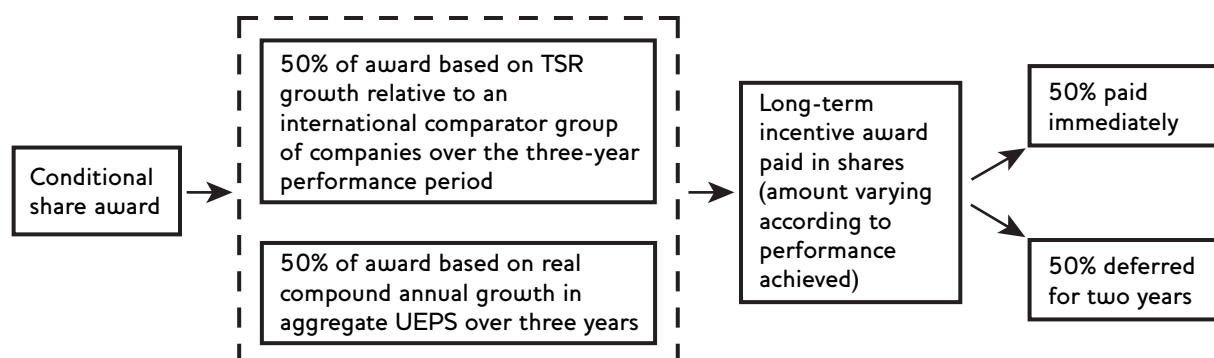 Conditional
share award
50% of award based on TSR
growth relative to an
international comparator group
of companies over the three-year
performance period
50% of award based on real
compound annual growth in
aggregate UEPS over three years
Long-term
incentive award
paid in shares
(amount varying
according to
performance
achieved)
50% paid
immediately
50% deferred
for two years